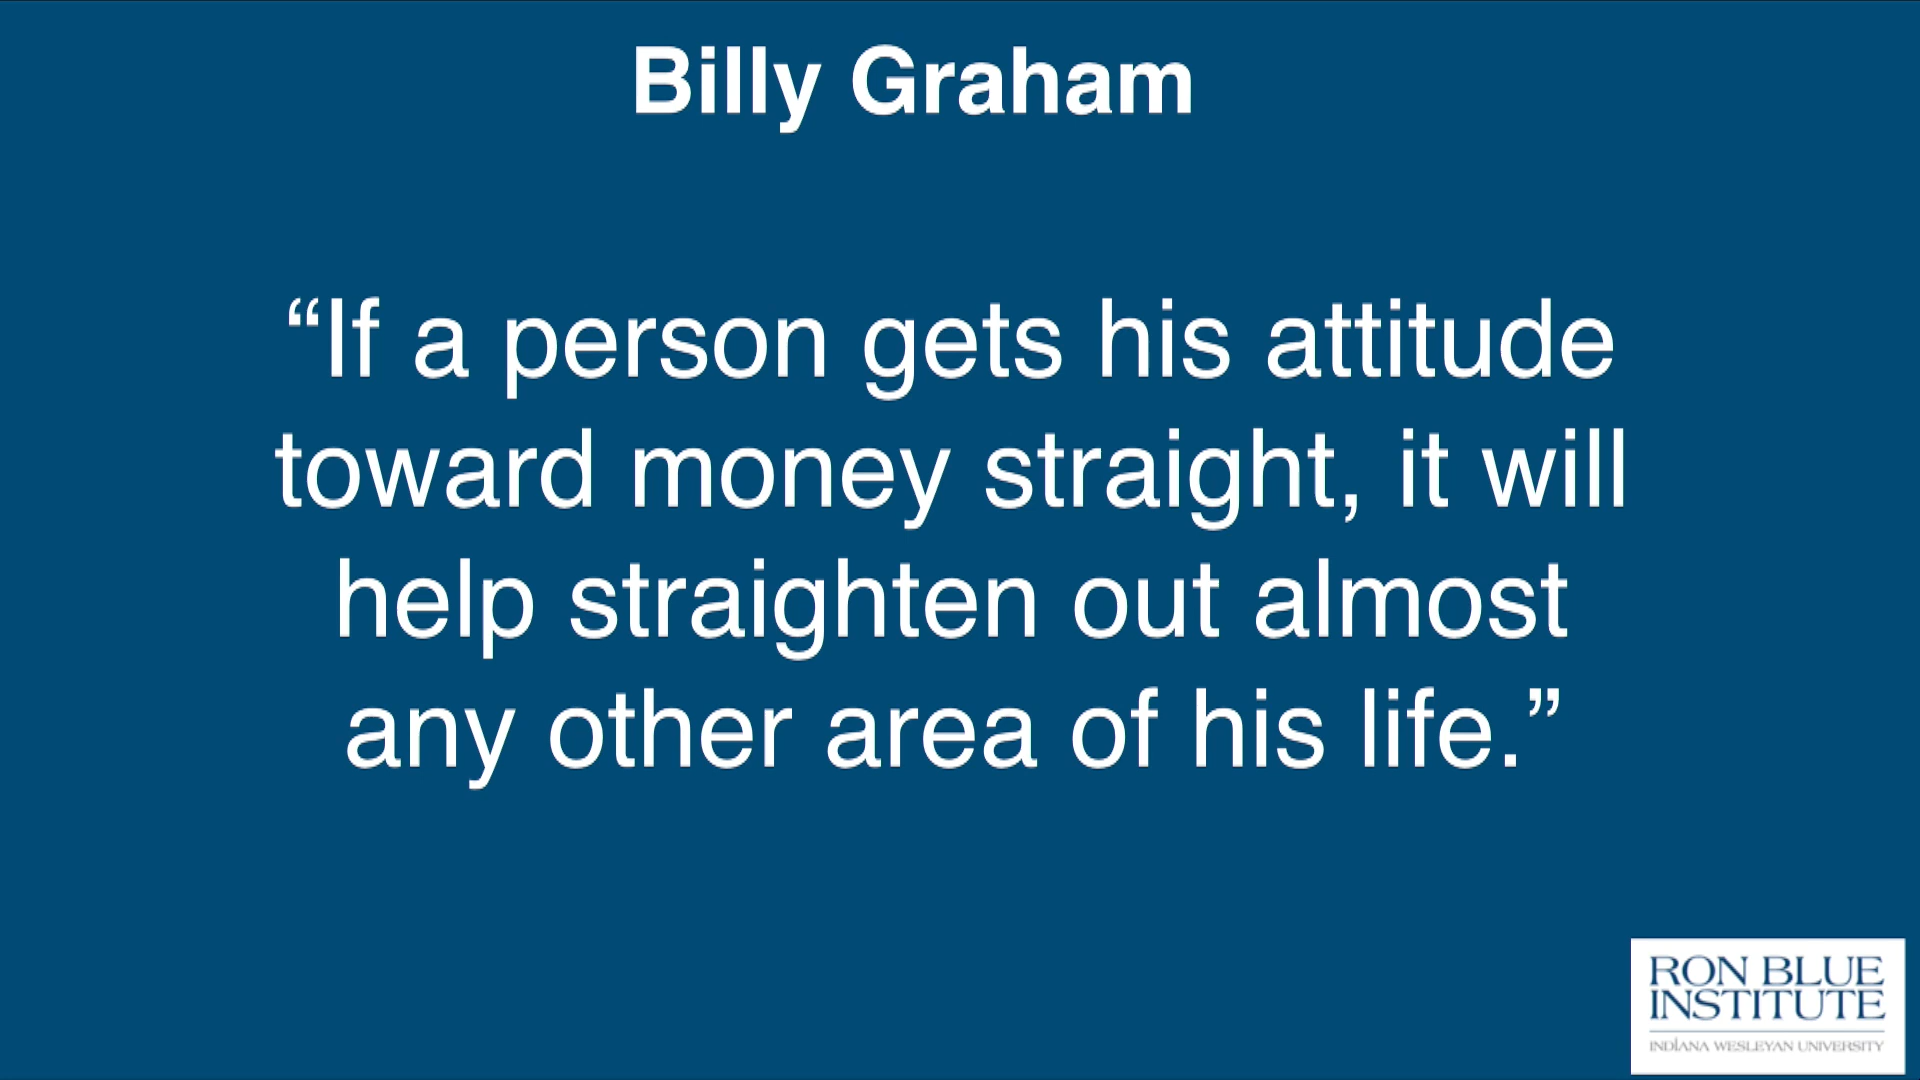 Billy Graham
“If a person gets his attitude
toward money straight, it will
help straighten out almost
any other area of his life.”
RON BLUE
INSTITUTE
INDIANA WESLEYAN UNIVERSITY